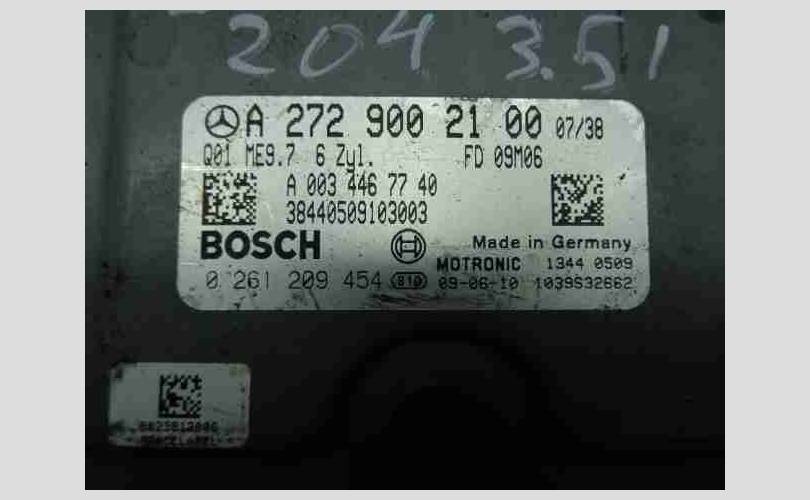 204 3.5l
A 272 900 21 00 07/38
Q01 ME9.7 6 Zyl. FD 09M06
A 003 446 77 40
38440509103003
BOSCH Made in Germany
MOTRONIC 1344 0509
0 261 209 454 810 09-06-10 1039S32662